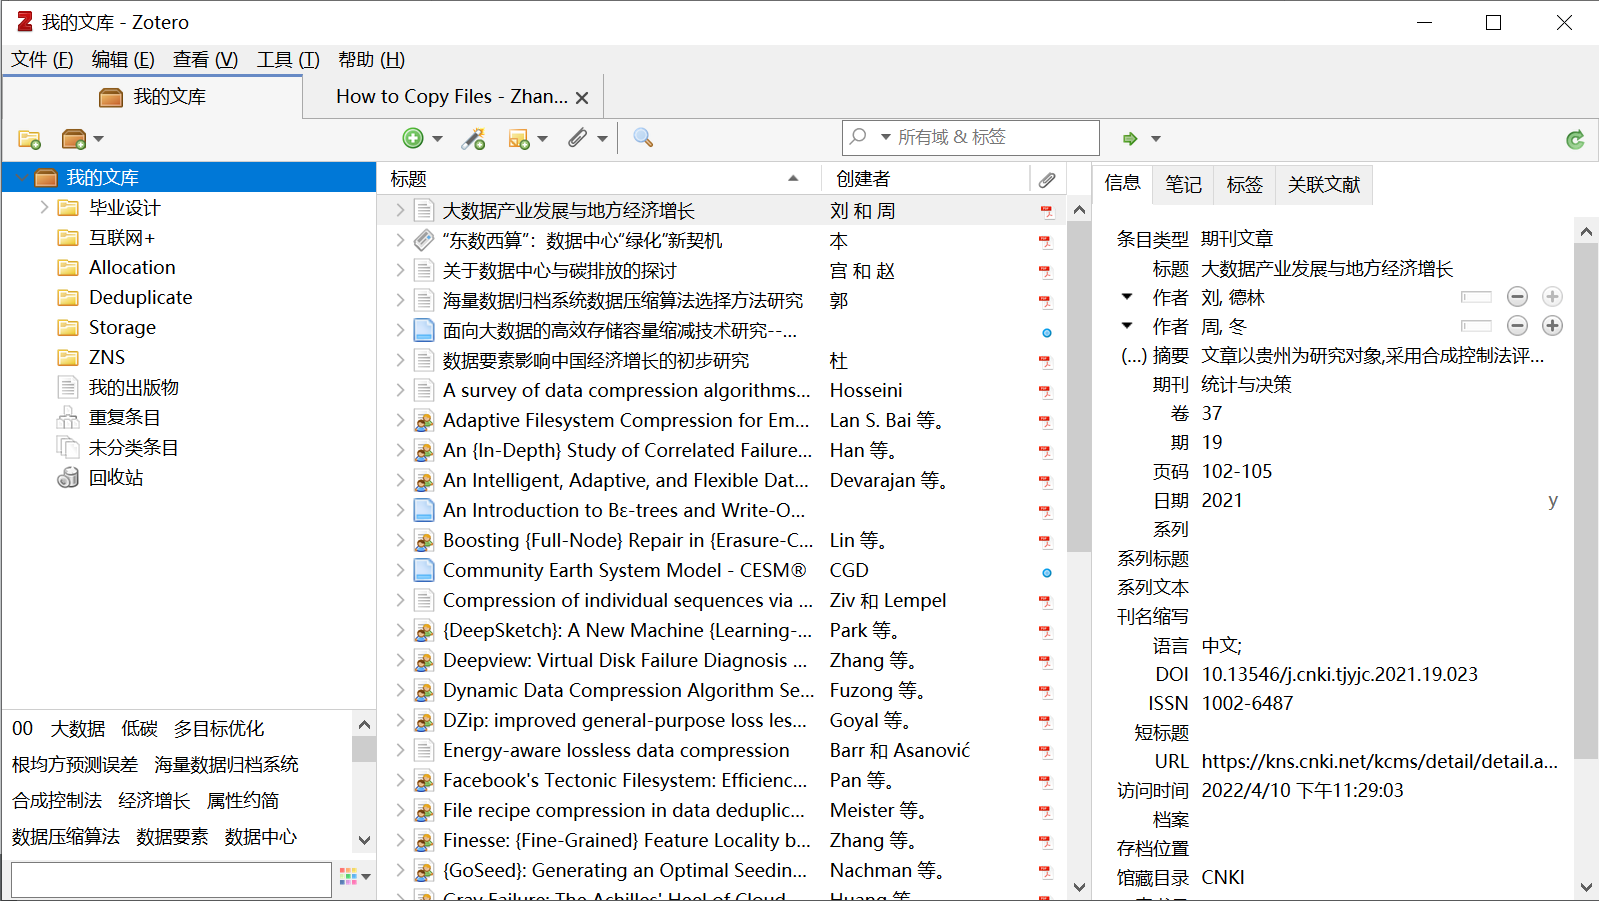 我的文库 - Zotero
文件 (F) 编辑 (E) 查看 (V) 工具 (T) 帮助 (H)
我的文库
How to Copy Files - Zhan...
所有域 & 标签
我的文库
毕业设计
互联网+
Allocation
Deduplicate
Storage
ZNS
我的出版物
重复条目
未分类条目
回收站
00 大数据 低碳 多目标优化
根均方预测误差 海量数据归档系统
合成控制法 经济增长 属性约简
数据压缩算法 数据要素 数据中心
标题 创建者
大数据产业发展与地方经济增长 刘 和 周
“东数西算”：数据中心“绿化”新契机 本
关于数据中心与碳排放的探讨 宫 和 赵
海量数据归档系统数据压缩算法选择方法研究 郭
面向大数据的高效存储容量缩减技术研究--...
数据要素影响中国经济增长的初步研究 杜
A survey of data compression algorithms... Hosseini
Adaptive Filesystem Compression for Em... Lan S. Bai 等。
An {In-Depth} Study of Correlated Failure... Han 等。
An Intelligent, Adaptive, and Flexible Dat... Devarajan 等。
An Introduction to Bε-trees and Write-O...
Boosting {Full-Node} Repair in {Erasure-C... Lin 等。
Community Earth System Model - CESM® CGD
Compression of individual sequences via ... Ziv 和 Lempel
{DeepSketch}: A New Machine {Learning-... Park 等。
Deepview: Virtual Disk Failure Diagnosis ... Zhang 等。
Dynamic Data Compression Algorithm Se... Fuzong 等。
DZip: improved general-purpose loss les... Goyal 等。
Energy-aware lossless data compression Barr 和 Asanović
Facebook's Tectonic Filesystem: Efficienc... Pan 等。
File recipe compression in data deduplic... Meister 等。
Finesse: {Fine-Grained} Feature Locality b... Zhang 等。
{GoSeed}: Generating an Optimal Seedin... Nachman 等。
Gray Failure: The Achilles' Heel of Cloud... Huang 等
信息 笔记 标签 关联文献
条目类型 期刊文章
标题 大数据产业发展与地方经济增长
作者 刘, 德林
作者 周, 冬
(...) 摘要 文章以贵州为研究对象,采用合成控制法评...
期刊 统计与决策
卷 37
期 19
页码 102-105
日期 2021 y
系列
系列标题
系列文本
刊名缩写
语言 中文;
DOI 10.13546/j.cnki.tjyjc.2021.19.023
ISSN 1002-6487
短标题
URL https://kns.cnki.net/kcms/detail/detail.a...
访问时间 2022/4/10 下午11:29:03
档案
存档位置
馆藏目录 CNKI